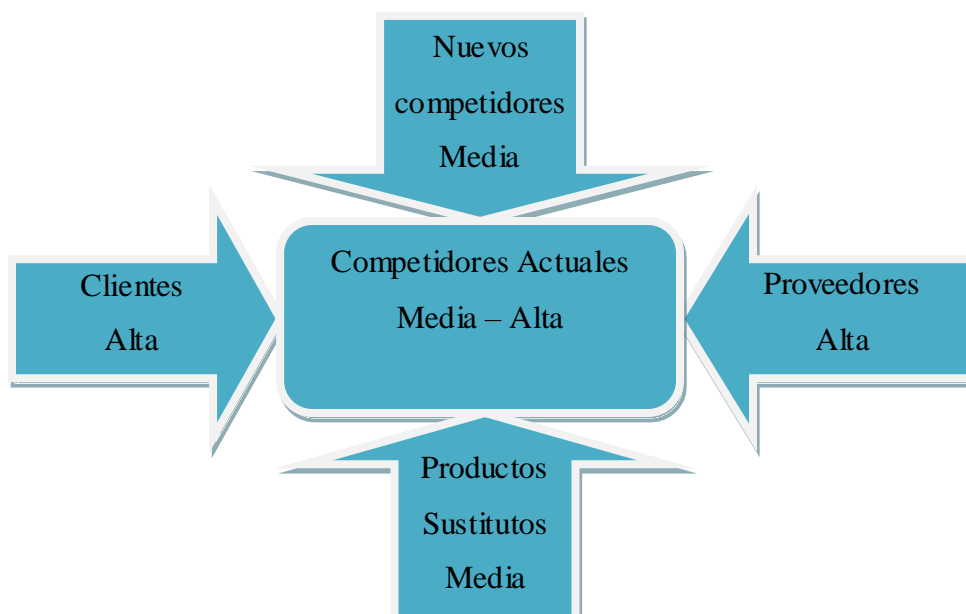 Nuevos
competidores
Media
Competidores Actuales
Media – Alta
Clientes
Alta
Proveedores
Alta
Productos
Sustitutos
Media